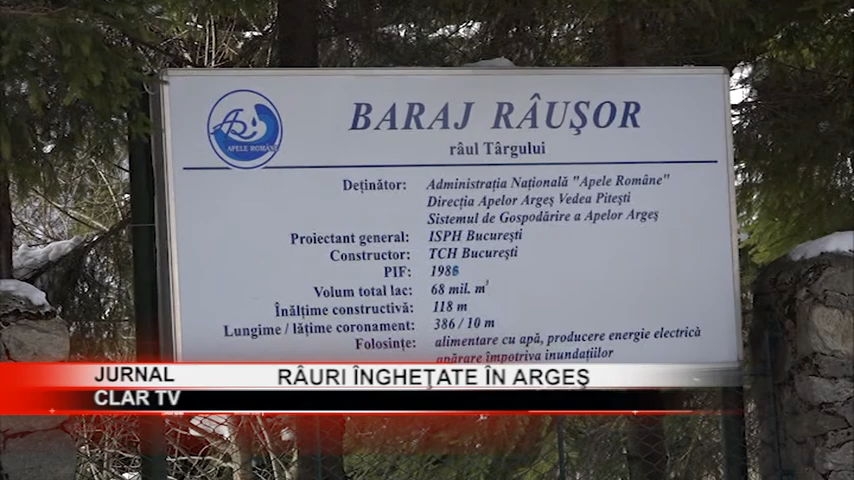 BARAJ RÂUŞOR
râul Târgului
APELE ROMÂNE
Deţinător: Administraţia Naţională "Apele Române"
Direcţia Apelor Argeş Vedea Piteşti
Sistemul de Gospodărire a Apelor Argeş
Proiectant general: ISPH Bucureşti
Constructor: TCH Bucureşti
PIF: 1986
Volum total lac: 68 mil. m³
Înălţime constructivă: 118 m
Lungime / lăţime coronament: 386 / 10 m
Folosinţe: alimentare cu apă, producere energie electrică
apărare împotriva inundaţiilor
JURNAL RÂURI ÎNGHEŢATE ÎN ARGEŞ
CLAR TV